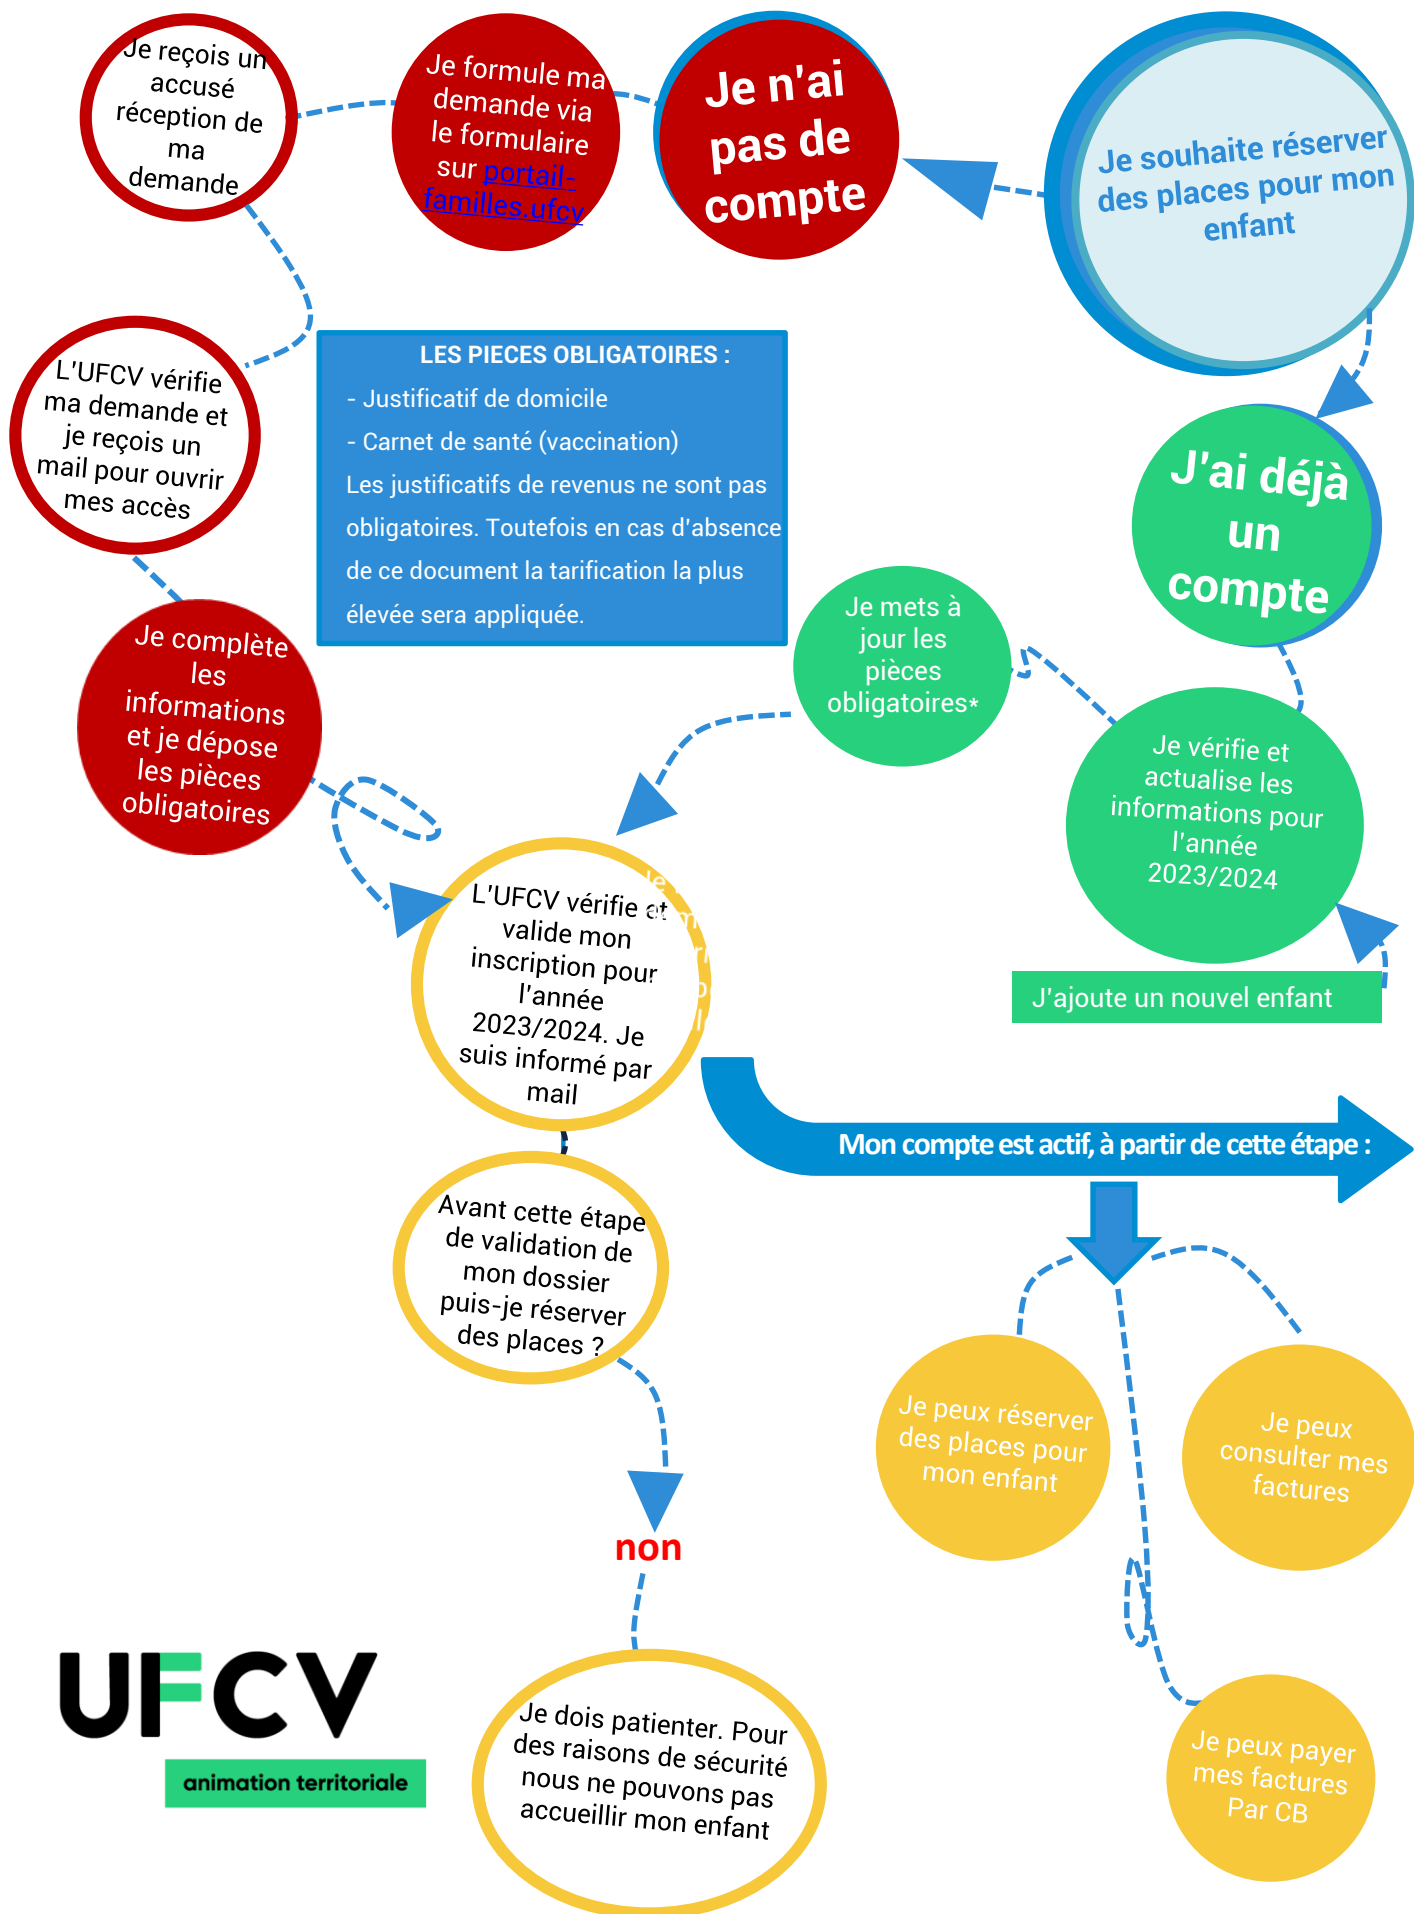 Je souhaite réserver
des places pour mon
enfant
Je n'ai
pas de
compte
Je formule ma
demande via
le formulaire
sur portail-
familles.ufcv
Je reçois un
accusé
réception de
ma
demande
L'UFCV vérifie
ma demande et
je reçois un
mail pour ouvrir
mes accès
Je complète
les
informations
et je dépose
les pièces
obligatoires
LES PIECES OBLIGATOIRES :
- Justificatif de domicile
- Carnet de santé (vaccination)
Les justificatifs de revenus ne sont pas
obligatoires. Toutefois en cas d'absence
de ce document la tarification la plus
élevée sera appliquée.
J'ai déjà
un
compte
Je vérifie et
actualise les
informations pour
l'année
2023/2024
J'ajoute un nouvel enfant
Je mets à
jour les
pièces
obligatoires*
L'UFCV vérifie et
valide mon
inscription pour
l'année
2023/2024. Je
suis informé par
mail
Mon compte est actif, à partir de cette étape :
Avant cette étape
de validation de
mon dossier
puis-je réserver
des places ?
non
Je dois patienter. Pour
des raisons de sécurité
nous ne pouvons pas
accueillir mon enfant
Je peux réserver
des places pour
mon enfant
Je peux
consulter mes
factures
Je peux payer
mes factures
Par CB
UFCV
animation territoriale